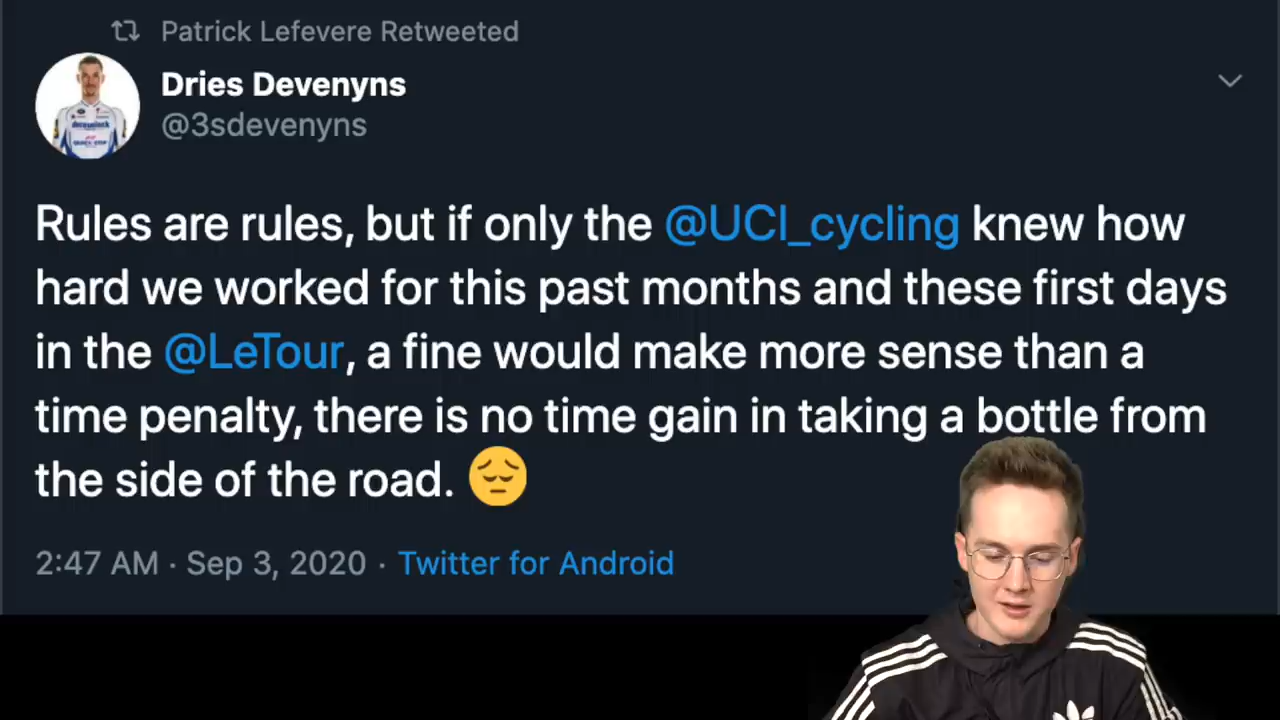 Patrick Lefevere Retweeted
Dries Devenyns
@3sdevenyns
Rules are rules, but if only the @UCI_cycling knew how
hard we worked for this past months and these first days
in the @LeTour, a fine would make more sense than a
time penalty, there is no time gain in taking a bottle from
the side of the road. 😔
2:47 AM · Sep 3, 2020 · Twitter for Android